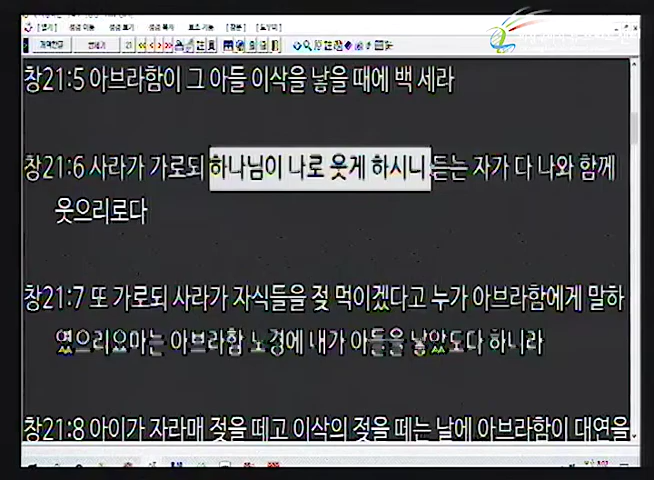 창21:5 아브라함이 그 아들 이삭을 낳을 때에 백 세라
창21:6 사라가 가로되 하나님이 나로 웃게 하시니 듣는 자가 다 나와 함께
웃으리로다
창21:7 또 가로되 사라가 자식들을 젖 먹이겠다고 누가 아브라함에게 말하
였으리요마는 아브라함 노경에 내가 아들을 낳았도다 하니라
창21:8 아이가 자라매 젖을 떼고 이삭의 젖을 떼는 날에 아브라함이 대연을